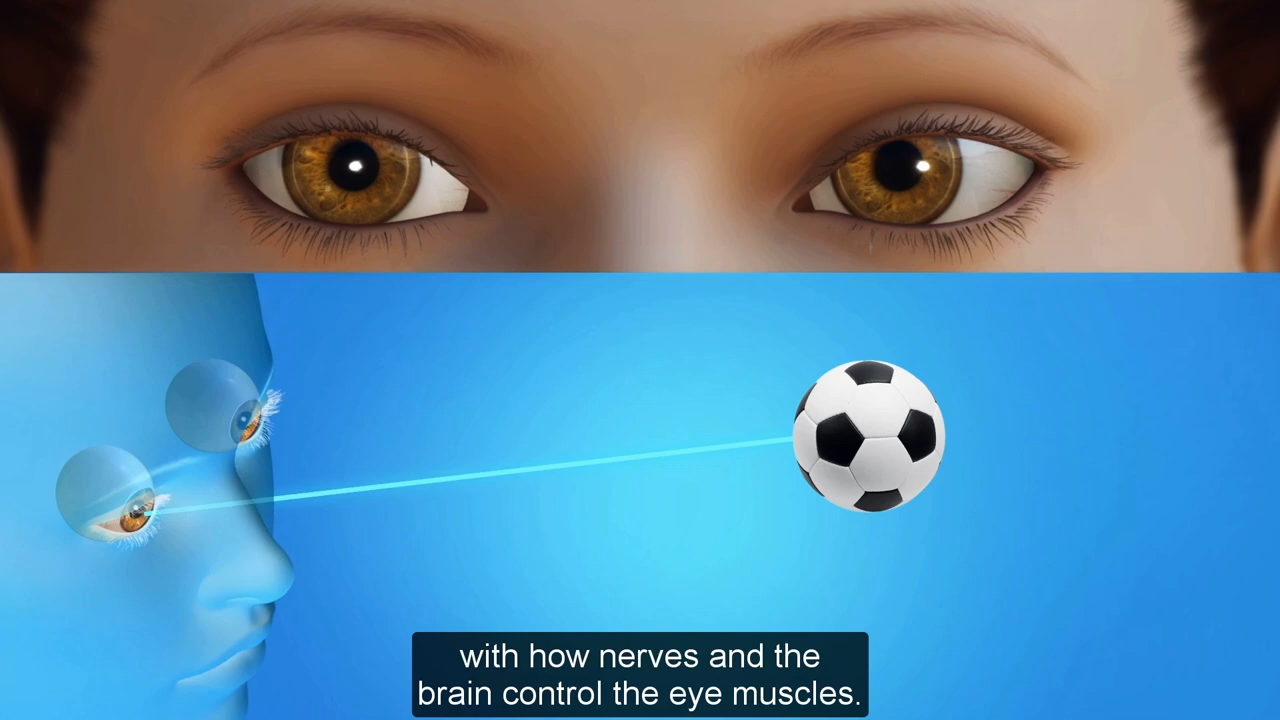 with how nerves and the
brain control the eye muscles.